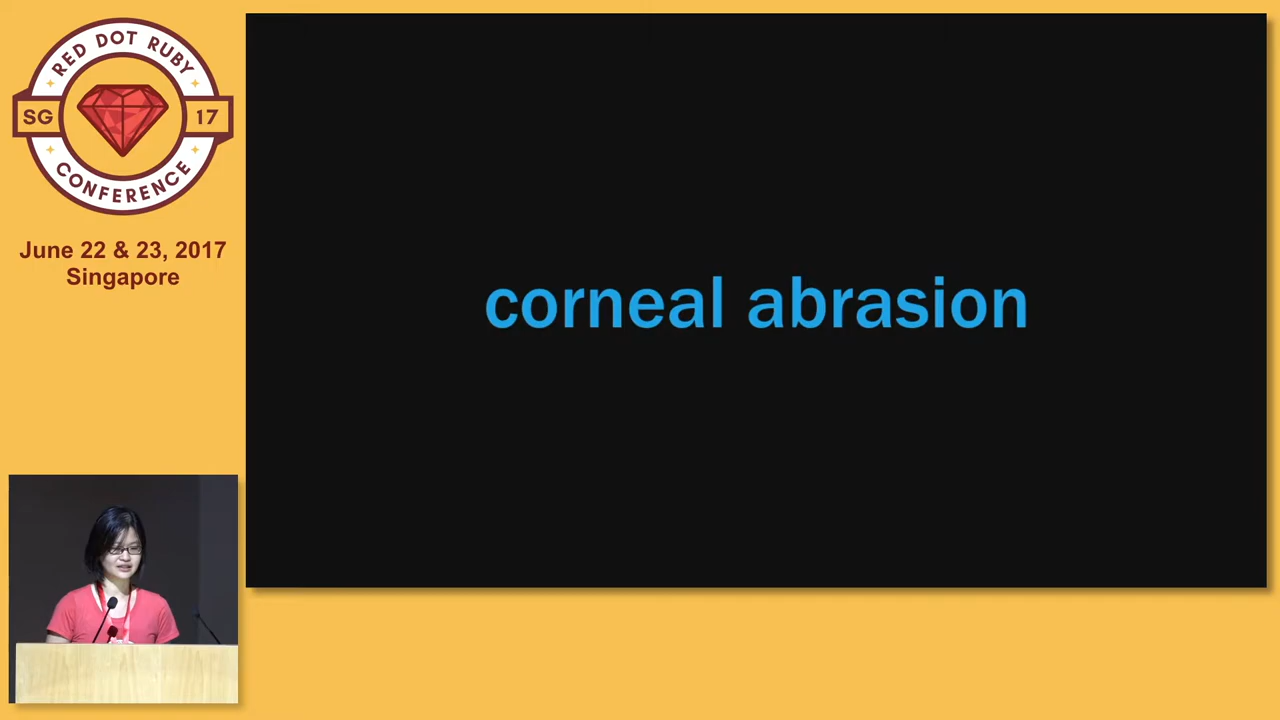 RED DOT RUBY
SG 17
CONFERENCE
June 22 & 23, 2017
Singapore
corneal abrasion